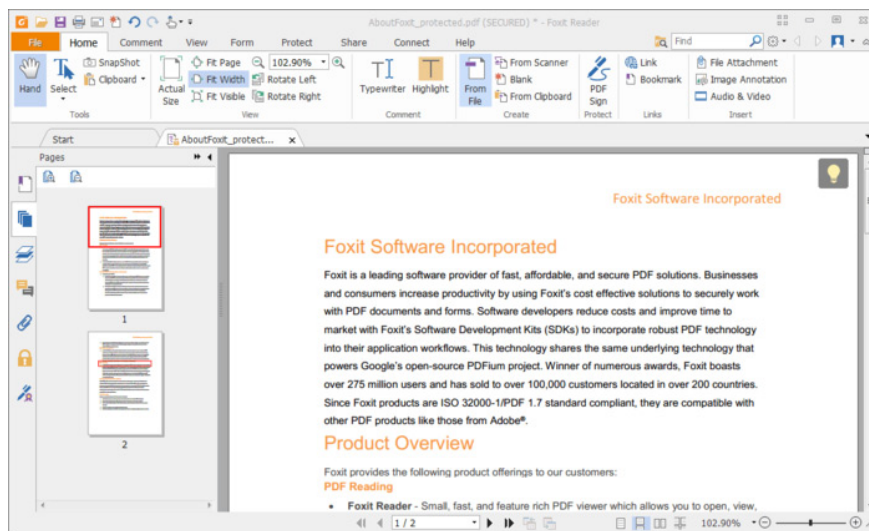 AboutFoxit_protected.pdf (SECURED) * - Foxit Reader
File Home Comment View Form Protect Share Connect Help Find
Hand
Select
SnapShot
Clipboard
Tools
Actual Size
Fit Page
Fit Width
Fit Visible
102.90%
Rotate Left
Rotate Right
View
Typewriter
Highlight
Comment
From File
From Scanner
Blank
From Clipboard
Create
PDF Sign
Protect
Link
Bookmark
Links
File Attachment
Image Annotation
Audio & Video
Insert
Start AboutFoxit_protect... x
Pages
1
2
Foxit Software Incorporated
Foxit Software Incorporated
Foxit is a leading software provider of fast, affordable, and secure PDF solutions. Businesses
and consumers increase productivity by using Foxit's cost effective solutions to securely work
with PDF documents and forms. Software developers reduce costs and improve time to
market with Foxit's Software Development Kits (SDKs) to incorporate robust PDF technology
into their application workflows. This technology shares the same underlying technology that
powers Google's open-source PDFium project. Winner of numerous awards, Foxit boasts
over 275 million users and has sold to over 100,000 customers located in over 200 countries.
Since Foxit products are ISO 32000-1/PDF 1.7 standard compliant, they are compatible with
other PDF products like those from Adobe®.
Product Overview
Foxit provides the following product offerings to our customers:
PDF Reading
• Foxit Reader - Small, fast, and feature rich PDF viewer which allows you to open, view,
1 / 2
102.90%